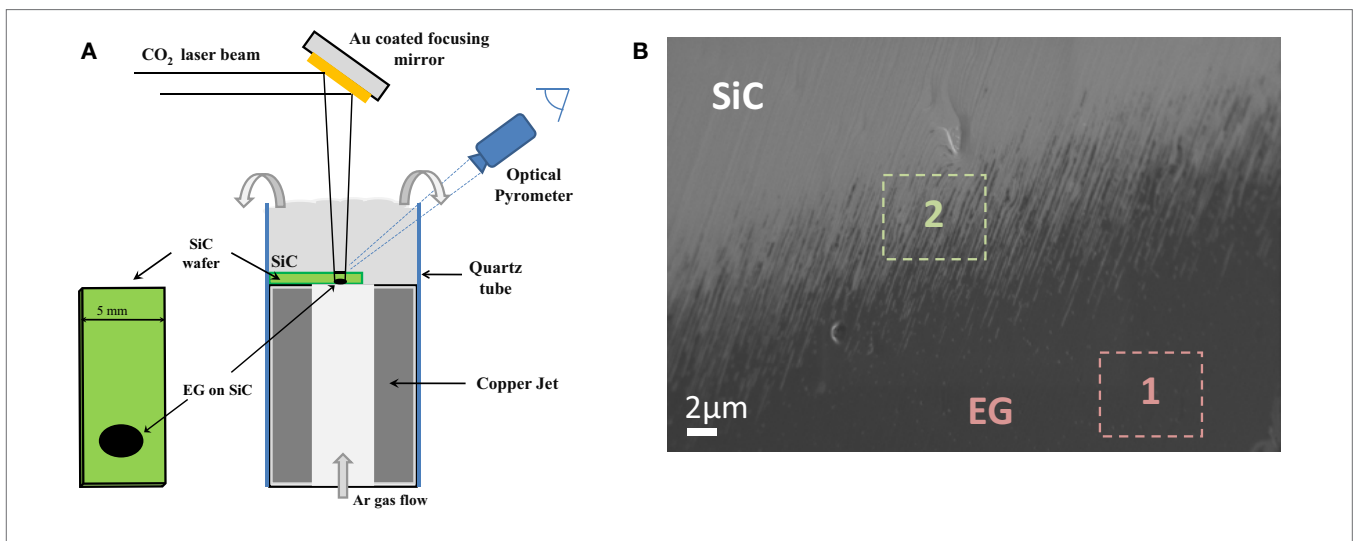 A
CO₂ laser beam
Au coated focusing
mirror
Optical
Pyrometer
SiC
wafer
SiC
Quartz
tube
5 mm
EG on SiC
Copper Jet
Ar gas flow
B
SiC
2
1
EG
2μm